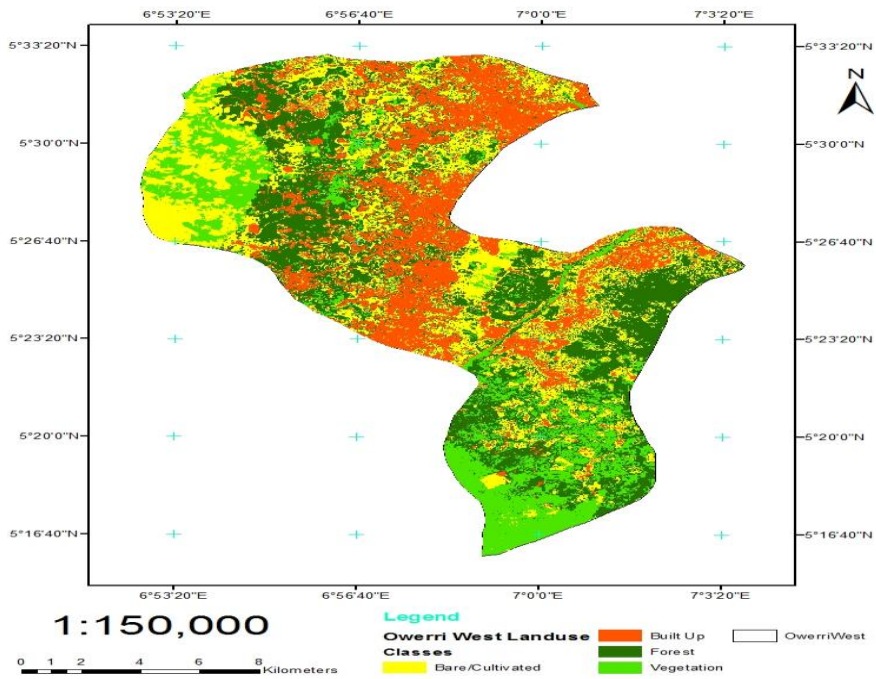 6°53'20"E 6°56'40"E 7°0'0"E 7°3'20"E
5°33'20"N 5°33'20"N
N
5°30'0"N 5°30'0"N
5°26'40"N 5°26'40"N
5°23'20"N 5°23'20"N
5°20'0"N 5°20'0"N
5°16'40"N 5°16'40"N
6°53'20"E 6°56'40"E 7°0'0"E 7°3'20"E
1:150,000
0 1 2 4 6 8 Kilometers
Legend
Owerri West Landuse
Classes
Bare/Cultivated
Built Up
Forest
Vegetation
OwerriWest